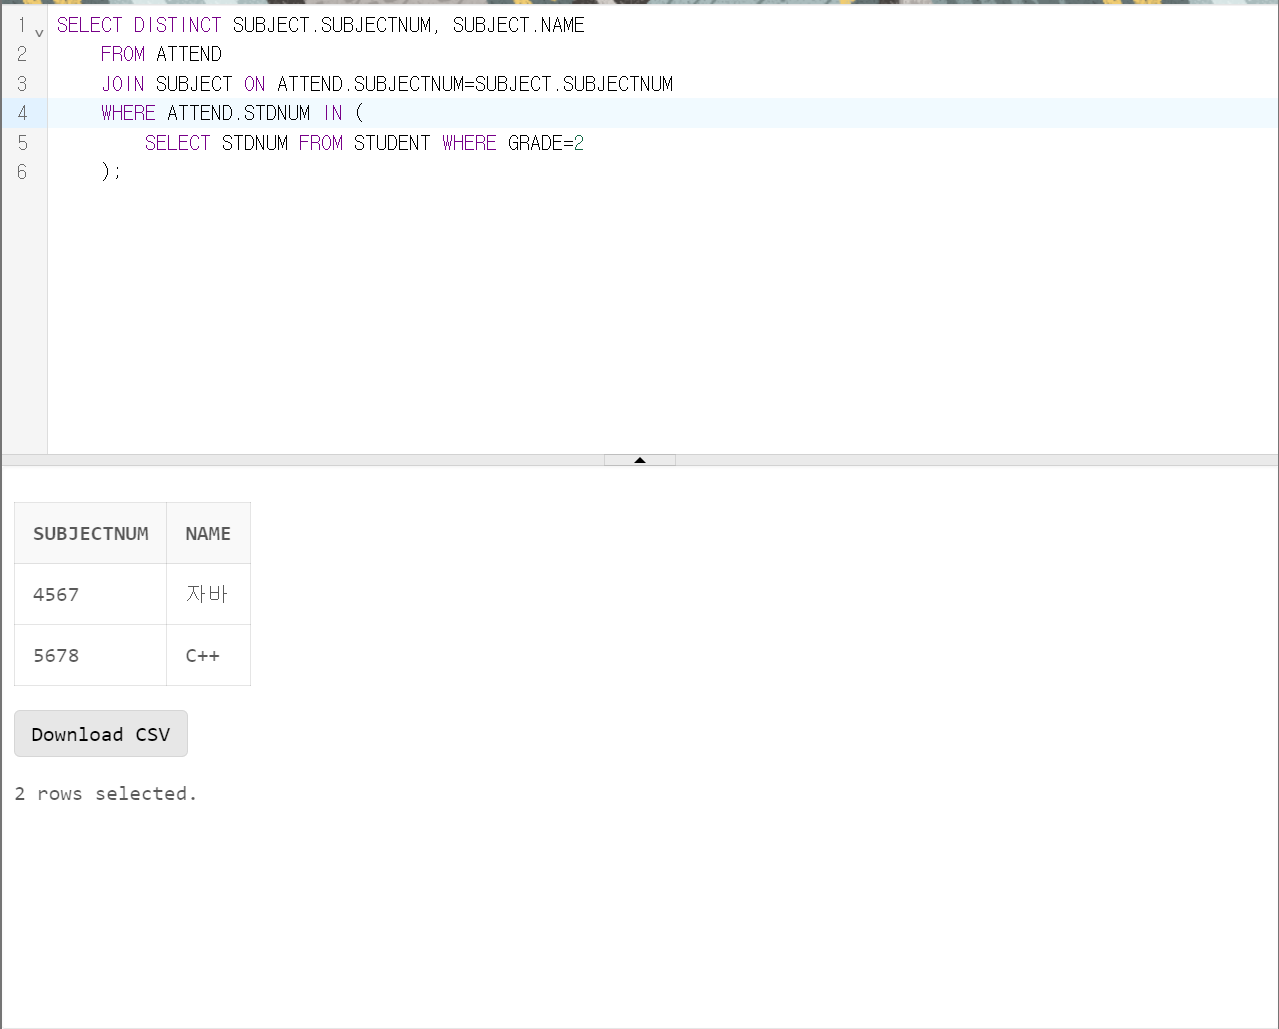 1 SELECT DISTINCT SUBJECT.SUBJECTNUM, SUBJECT.NAME
2 FROM ATTEND
3 JOIN SUBJECT ON ATTEND.SUBJECTNUM=SUBJECT.SUBJECTNUM
4 WHERE ATTEND.STDNUM IN (
5 SELECT STDNUM FROM STUDENT WHERE GRADE=2
6 );
SUBJECTNUM NAME
4567 자바
5678 C++
Download CSV
2 rows selected.